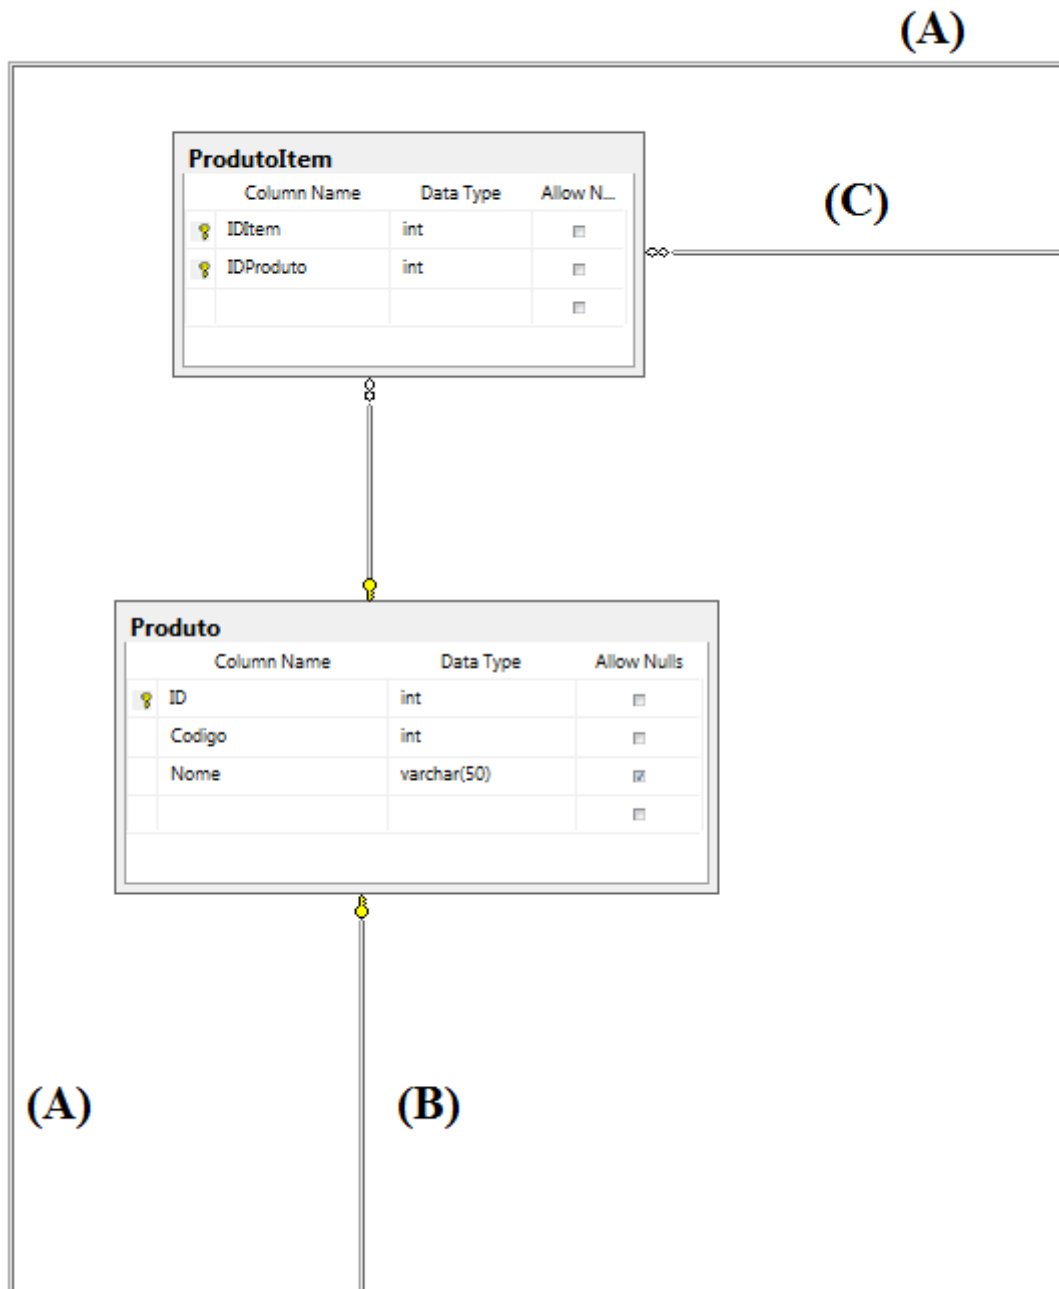 (A)
ProdutoItem
Column Name Data Type Allow N...
(C)
IDItem int
IDProduto int
Produto
Column Name Data Type Allow Nulls
ID int
Codigo int
Nome varchar(50)
(A) (B)